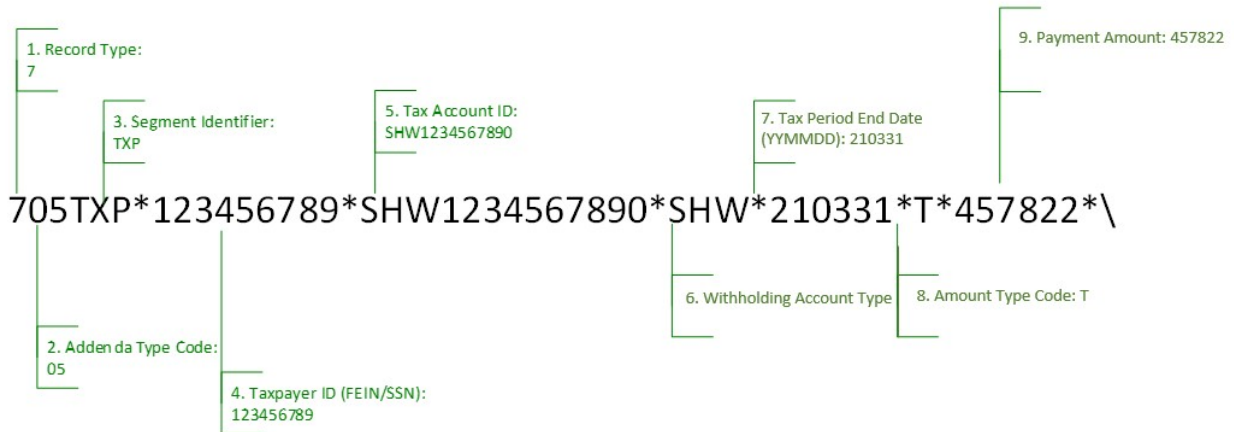 1. Record Type:
7
9. Payment Amount: 457822
3. Segment Identifier:
TXP
5. Tax Account ID:
SHW1234567890
7. Tax Period End Date
(YYMMDD): 210331
705TXP*123456789*SHW1234567890*SHW*210331*T*457822*\
6. Withholding Account Type
8. Amount Type Code: T
2. Addenda Type Code:
05
4. Taxpayer ID (FEIN/SSN):
123456789